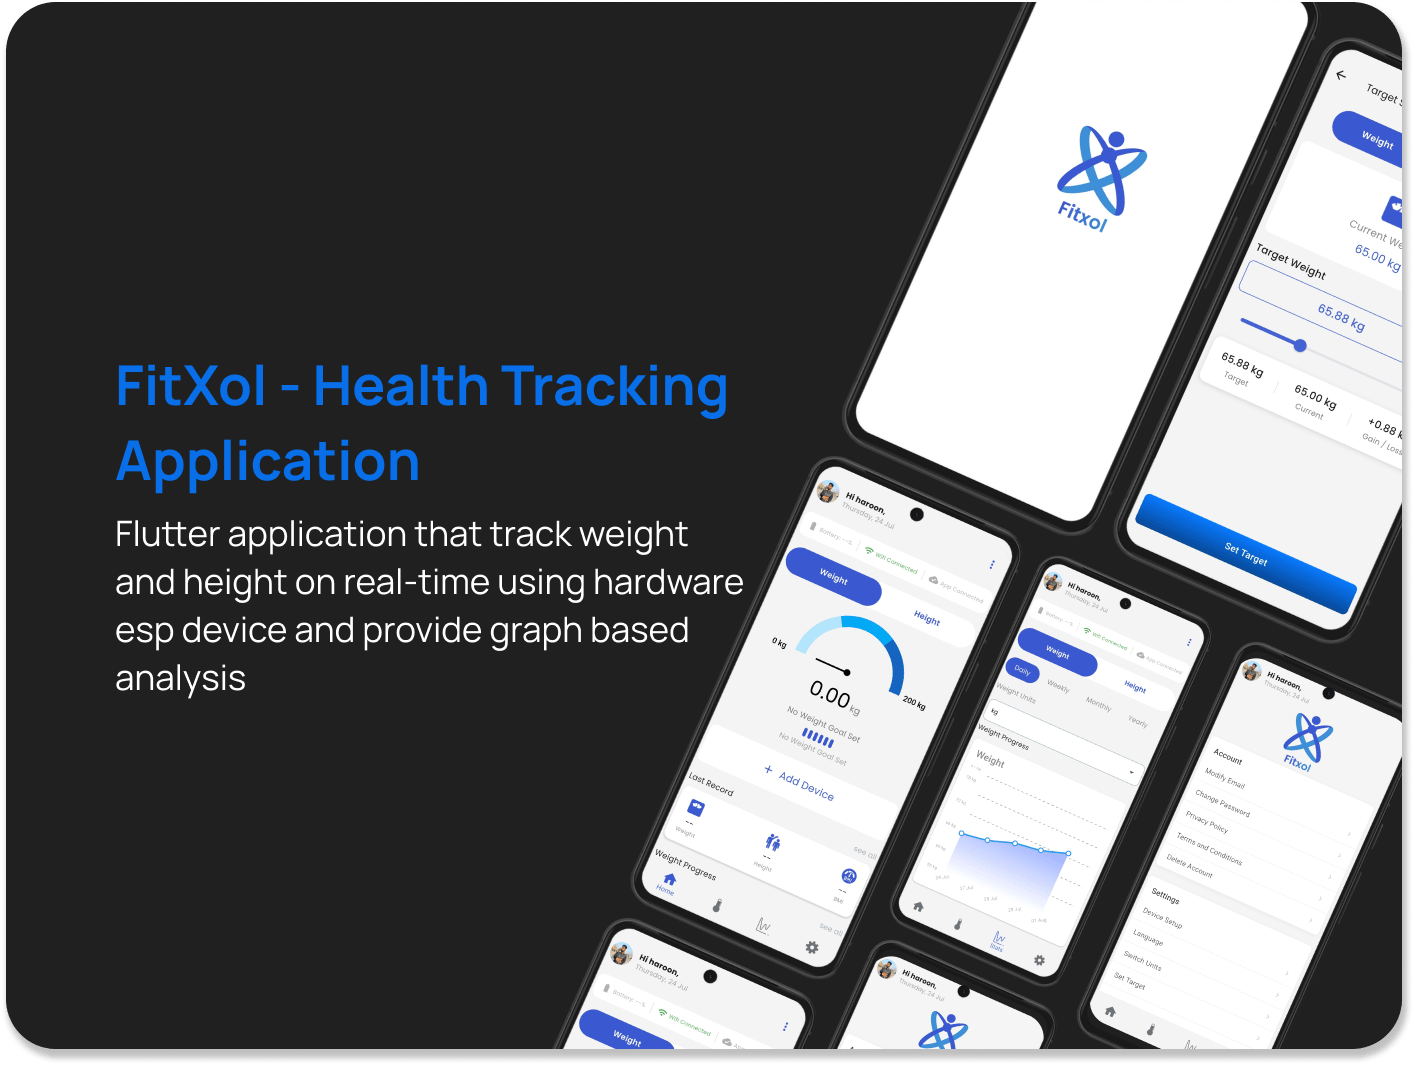 FitXol - Health Tracking
Application
Flutter application that track weight
and height on real-time using hardware
esp device and provide graph based
analysis
Fitxol
Target
Weight
Current We
65.00 kg
Target Weight
65.88 kg
65.88 kg
Target
65.00 kg
Current
+0.88 k
Gain / Loss
Set Target
Hi haroon,
Thursday, 24 Jul
Battery: --%
Wifi Connected
App Connected
Weight
Height
0 kg
200 kg
0.00 kg
No Weight Goal Set
No Weight Goal Set
+ Add Device
Last Record
see all
--
Weight
--
Height
--
BMI
Weight Progress
see all
Home
Hi haroon,
Thursday, 24 Jul
Battery: --%
Wifi Connected
App Connected
Weight
Height
Daily
Weekly
Monthly
Yearly
Weight Units
kg
Weight Progress
Weight
Stats
Hi haroon,
Thursday, 24 Jul
Fitxol
Account
Modify Email
Change Password
Privacy Policy
Terms and Conditions
Delete Account
Settings
Device Setup
Language
Switch Units
Set Target
Hi haroon,
Thursday, 24 Jul
Battery: --%
Wifi Connected
Weight
Hi haroon,
Thursday, 24 Jul